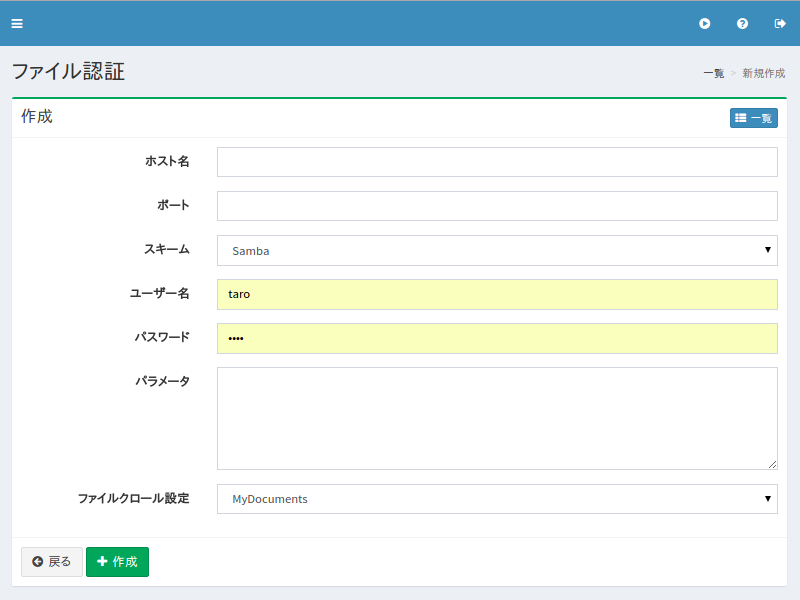 ファイル認証
一覧 > 新規作成
作成
一覧
ホスト名
ポート
スキーム
Samba
ユーザー名
taro
パスワード
••••
パラメータ
ファイルクロール設定
MyDocuments
戻る
作成